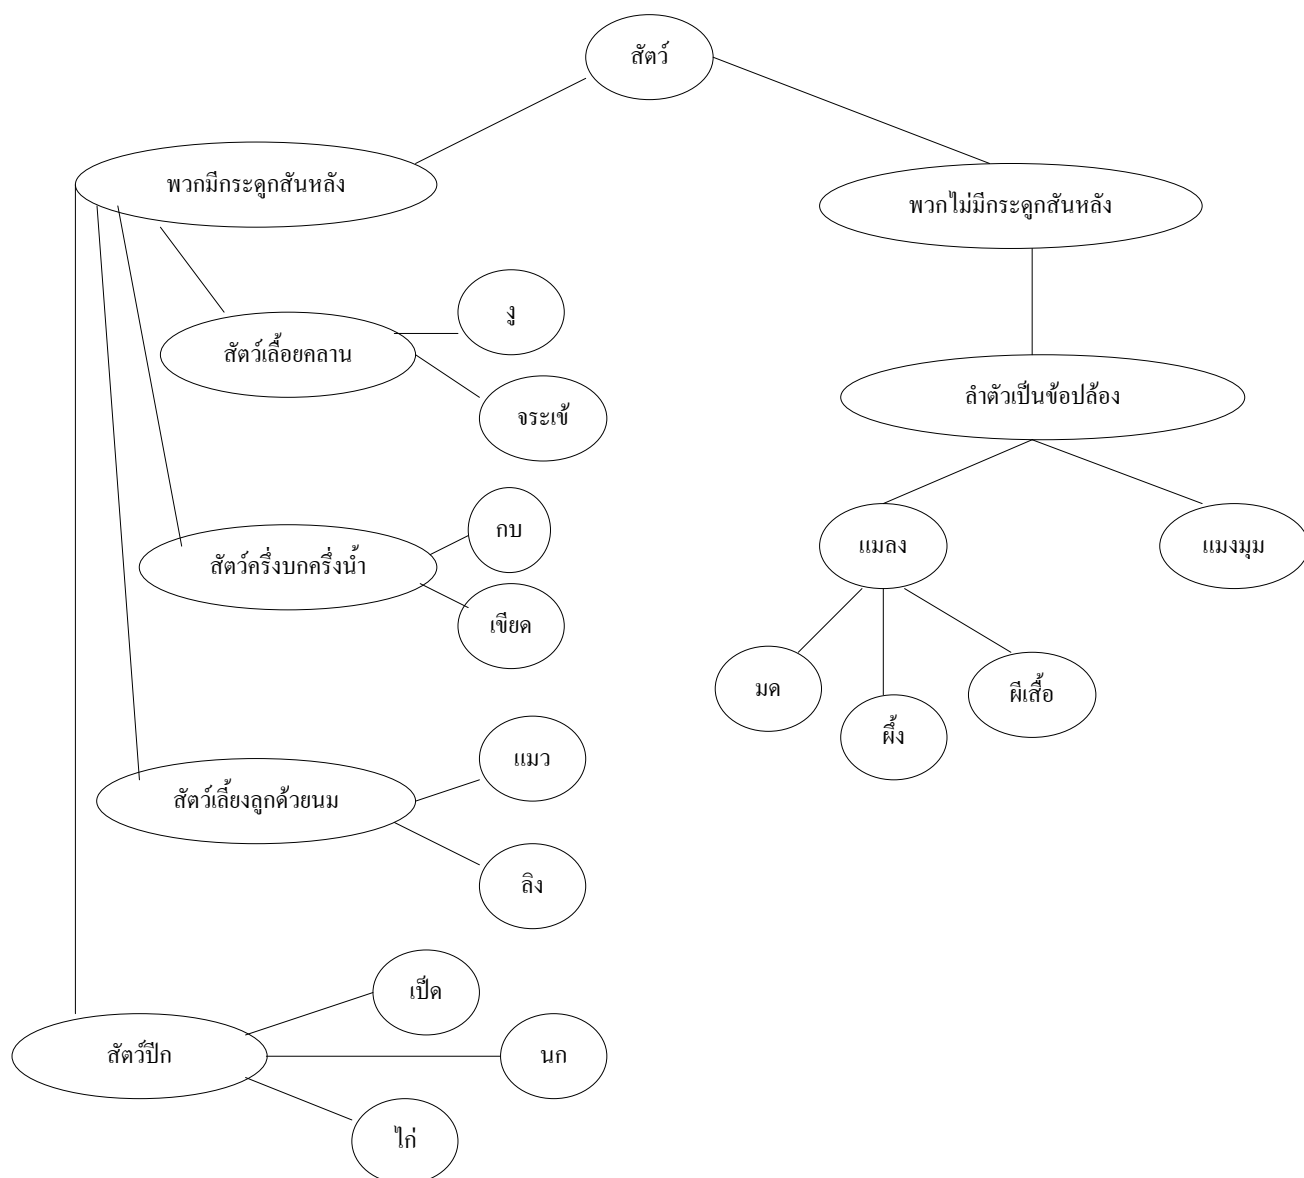 สัตว์
พวกมีกระดูกสันหลัง
พวกไม่มีกระดูกสันหลัง
สัตว์เลื้อยคลาน
งู
จระเข้
ลำตัวเป็นข้อปล้อง
สัตว์ครึ่งบกครึ่งน้ำ
กบ
เขียด
แมลง
แมงมุม
มด
ผึ้ง
ผีเสื้อ
สัตว์เลี้ยงลูกด้วยนม
แมว
ลิง
สัตว์ปีก
เป็ด
นก
ไก่